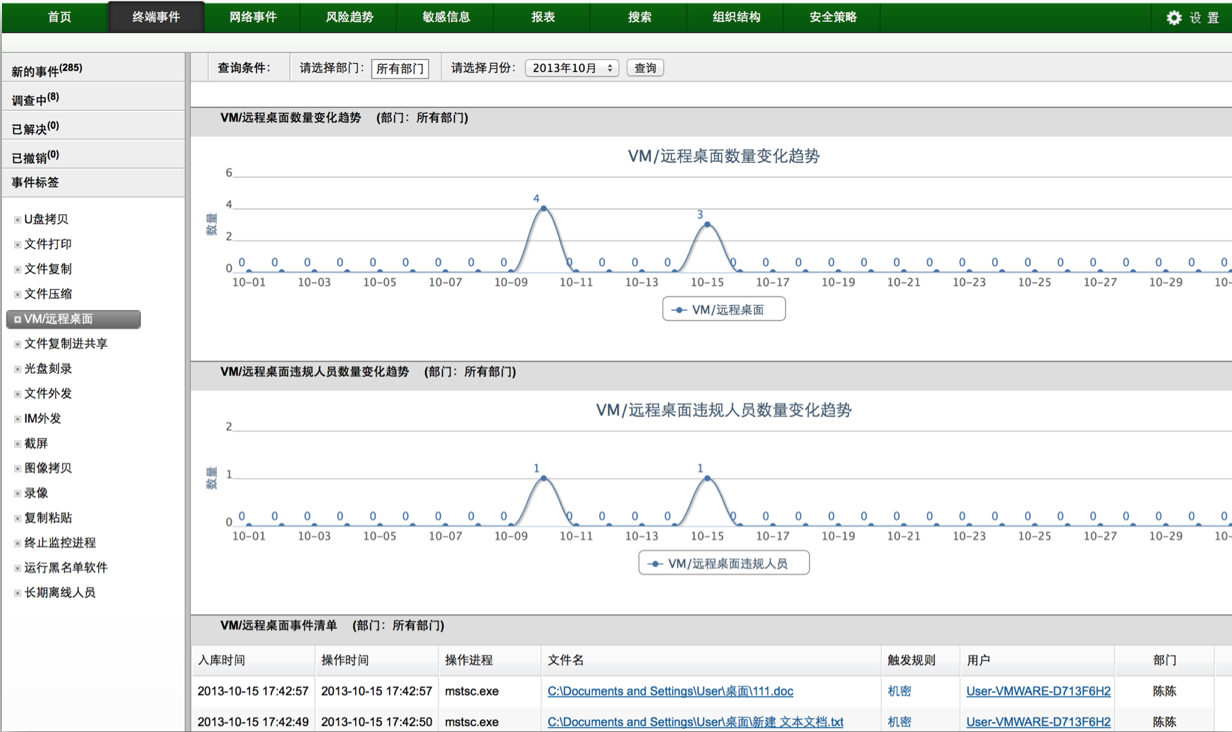 首页 终端事件 网络事件 风险趋势 敏感信息 报表 搜索 组织结构 安全策略 设 置
新的事件(285)
调查中(8)
已解决(0)
已撤销(0)
事件标签
U盘拷贝
文件打印
文件复制
文件压缩
VM/远程桌面
文件复制进共享
光盘刻录
文件外发
IM外发
截屏
图像拷贝
录像
复制粘贴
终止监控进程
运行黑名单软件
长期离线人员
查询条件： 请选择部门： 所有部门 请选择月份： 2013年10月 查询
VM/远程桌面数量变化趋势 (部门：所有部门)
VM/远程桌面数量变化趋势
数量
6
4
2
0
0 0 0 0 0 0 0 0 0 4 0 0 0 0 3 0 0 0 0 0 0 0 0 0 0 0 0 0 0 0 0
10-01 10-03 10-05 10-07 10-09 10-11 10-13 10-15 10-17 10-19 10-21 10-23 10-25 10-27 10-29 10-
VM/远程桌面
VM/远程桌面违规人员数量变化趋势 (部门：所有部门)
VM/远程桌面违规人员数量变化趋势
数量
2
1
0
0 0 0 0 0 0 0 0 0 1 0 0 0 0 1 0 0 0 0 0 0 0 0 0 0 0 0 0 0 0 0
10-01 10-03 10-05 10-07 10-09 10-11 10-13 10-15 10-17 10-19 10-21 10-23 10-25 10-27 10-29 10-
VM/远程桌面违规人员
VM/远程桌面事件清单 (部门：所有部门)
入库时间 操作时间 操作进程 文件名 触发规则 用户 部门
2013-10-15 17:42:57 2013-10-15 17:42:57 mstsc.exe C:\Documents and Settings\User\桌面\111.doc 机密 User-VMWARE-D713F6H2 陈陈
2013-10-15 17:42:49 2013-10-15 17:42:50 mstsc.exe C:\Documents and Settings\User\桌面\新建 文本文档.txt 机密 User-VMWARE-D713F6H2 陈陈